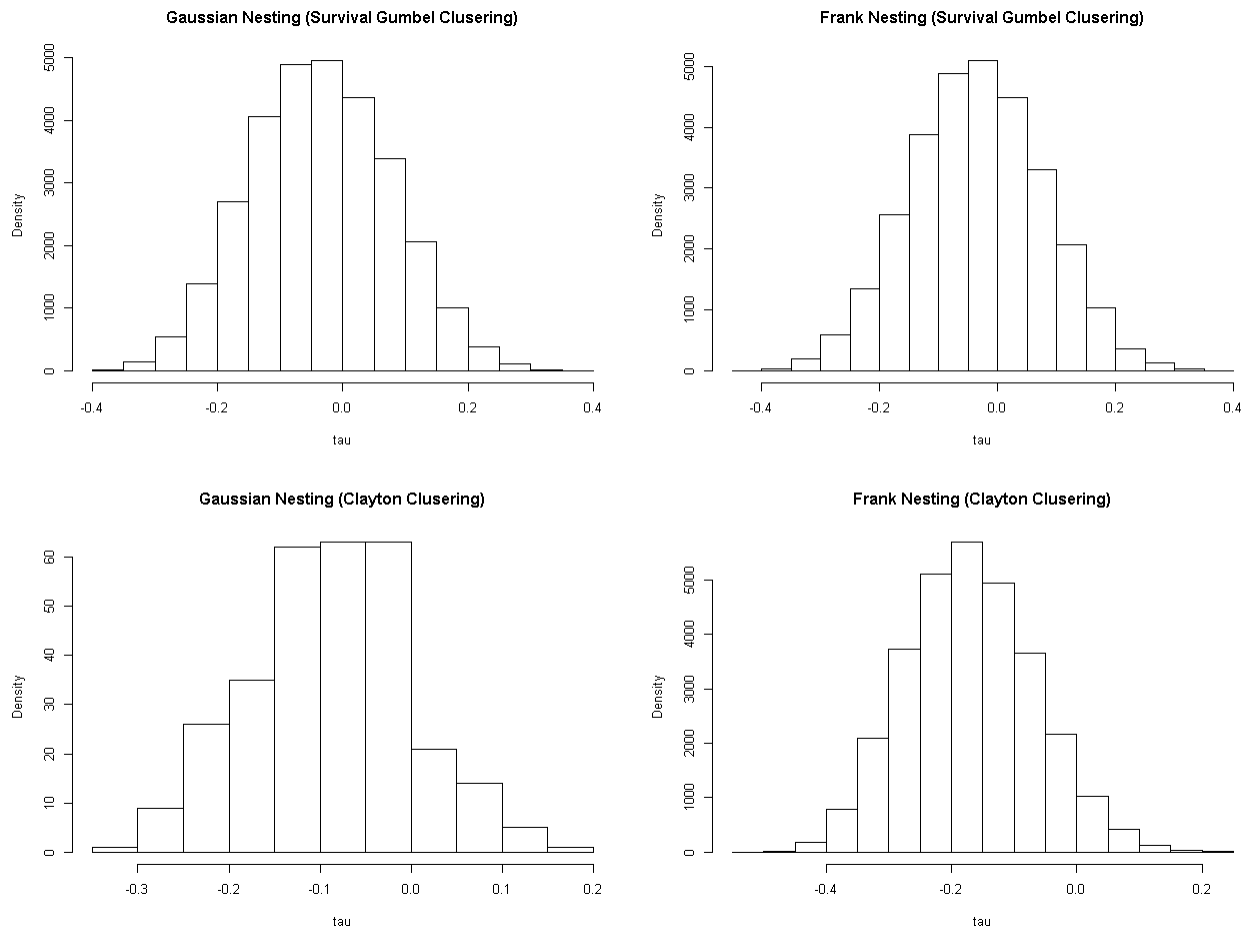 Gaussian Nesting (Survival Gumbel Clusering)
Density
5000
4000
3000
2000
1000
0
-0.4 -0.2 0.0 0.2 0.4
tau
Frank Nesting (Survival Gumbel Clusering)
Density
5000
4000
3000
2000
1000
0
-0.4 -0.2 0.0 0.2 0.4
tau
Gaussian Nesting (Clayton Clusering)
Density
60
50
40
30
20
10
0
-0.3 -0.2 -0.1 0.0 0.1 0.2
tau
Frank Nesting (Clayton Clusering)
Density
5000
4000
3000
2000
1000
0
-0.4 -0.2 0.0 0.2
tau